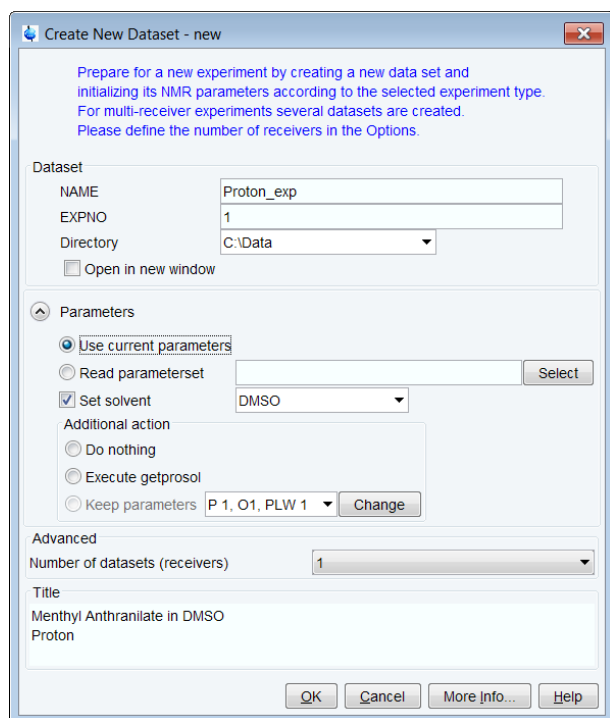 Create New Dataset - new
Prepare for a new experiment by creating a new data set and
initializing its NMR parameters according to the selected experiment type.
For multi-receiver experiments several datasets are created.
Please define the number of receivers in the Options.
Dataset
NAME Proton_exp
EXPNO 1
Directory C:\Data
Open in new window
Parameters
Use current parameters
Read parameterset Select
Set solvent DMSO
Additional action
Do nothing
Execute getprosol
Keep parameters P 1, O1, PLW 1 Change
Advanced
Number of datasets (receivers) 1
Title
Menthyl Anthranilate in DMSO
Proton
OK Cancel More Info... Help